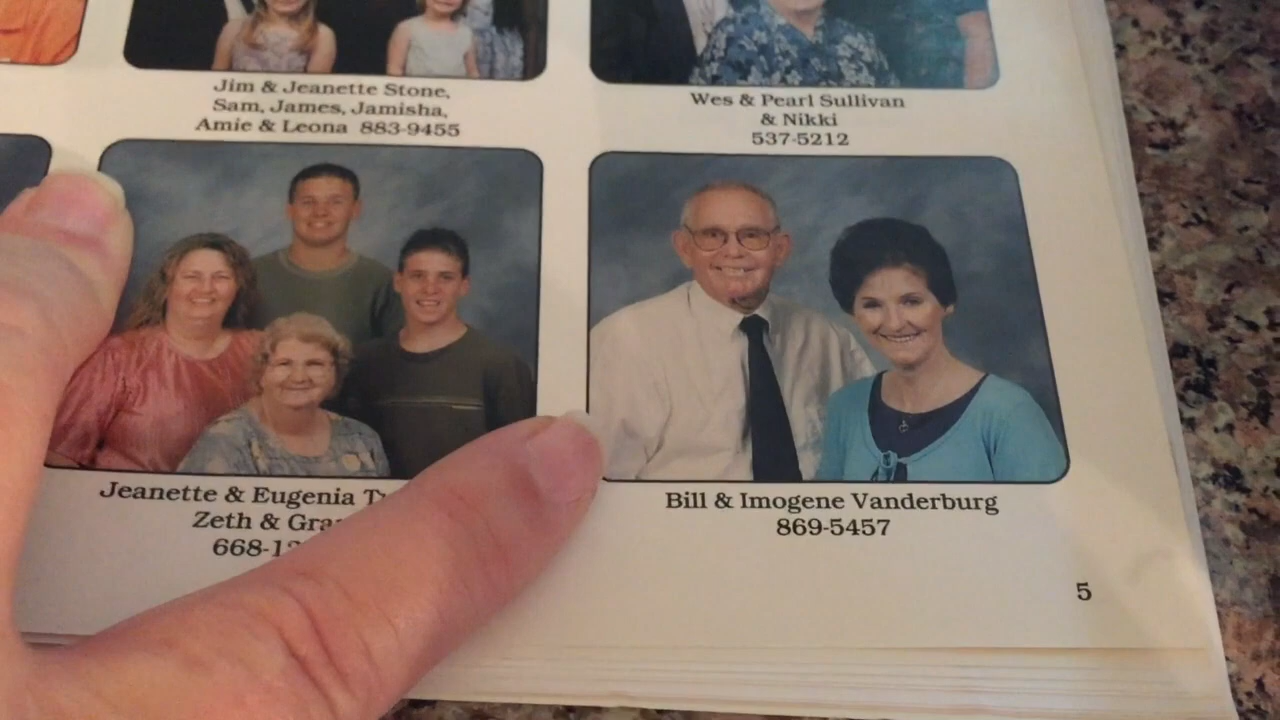 Jim & Jeanette Stone,
Sam, James, Jamisha,
Amie & Leona 883-9455
Wes & Pearl Sullivan
& Nikki
537-5212
Jeanette & Eugenia
Zeth &
Bill & Imogene Vanderburg
869-5457
5